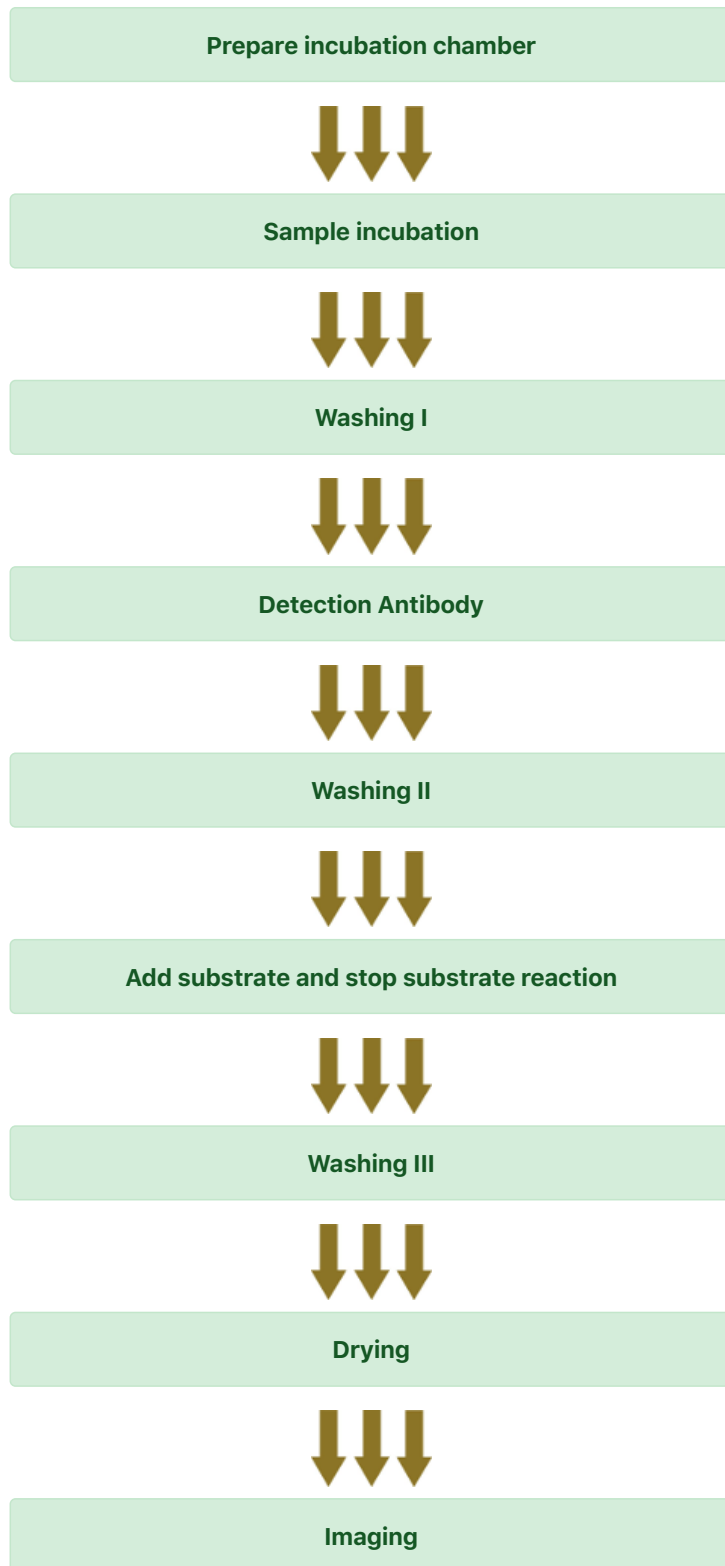 Prepare incubation chamber
Sample incubation
Washing I
Detection Antibody
Washing II
Add substrate and stop substrate reaction
Washing III
Drying
Imaging